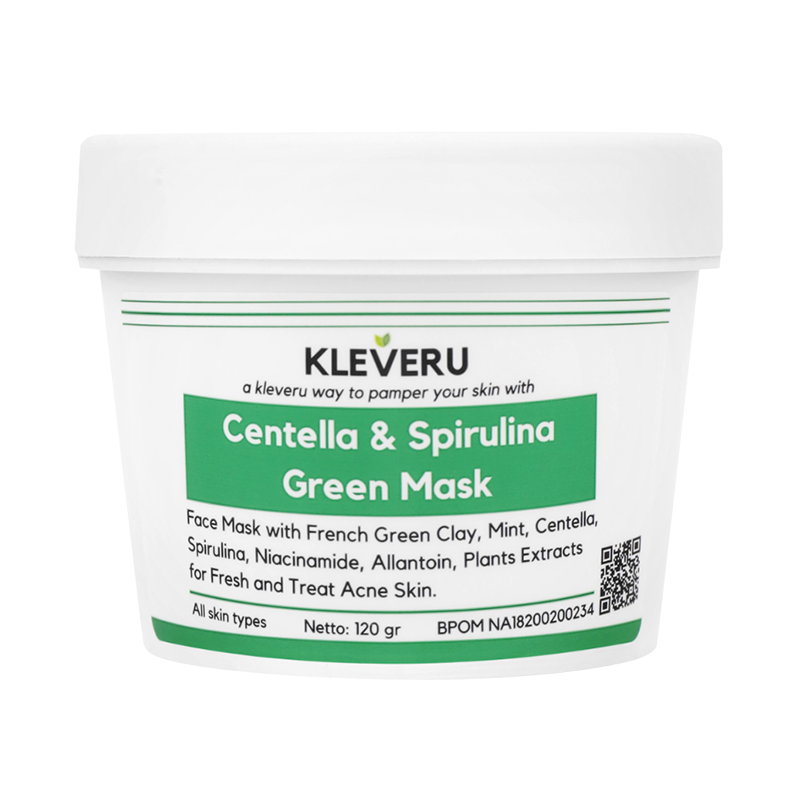 KLEVERU
a kleveru way to pamper your skin with
Centella & Spirulina
Green Mask
Face Mask with French Green Clay, Mint, Centella,
Spirulina, Niacinamide, Allantoin, Plants Extracts
for Fresh and Treat Acne Skin.
All skin types Netto: 120 gr BPOM NA18200200234